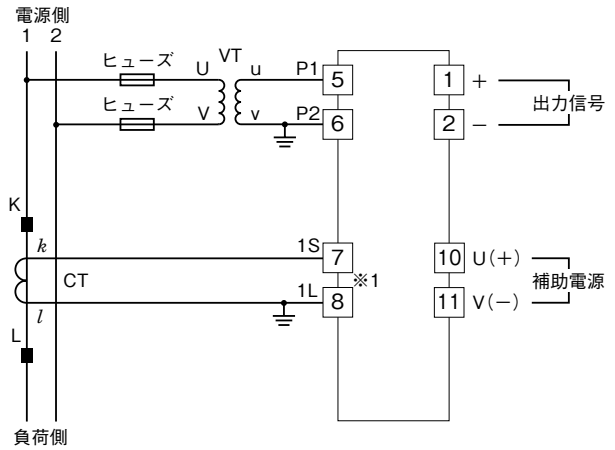 電源側
1 2
ヒューズ U VT u P1 5 1 +
出力信号
ヒューズ V v P2 6 2 −
K
k 1S 7 10 U(+)
CT ※1 補助電源
l 1L 8 11 V(−)
L
負荷側